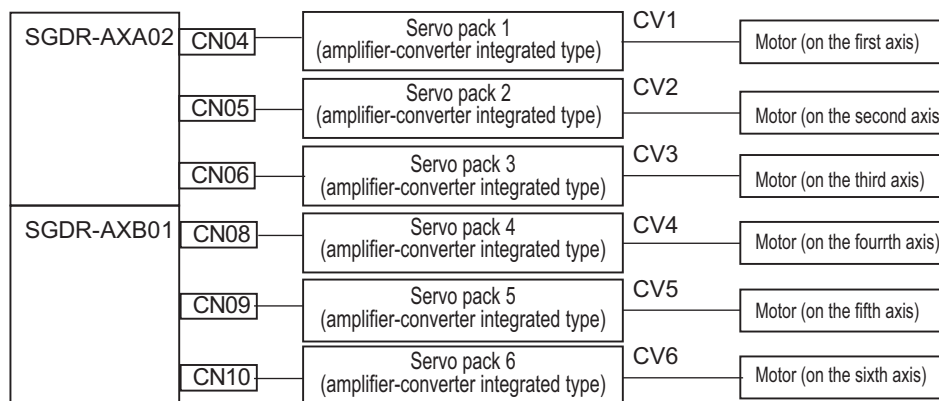 SGDR-AXA02
CN04
Servo pack 1
(amplifier-converter integrated type)
CV1
Motor (on the first axis)
CN05
Servo pack 2
(amplifier-converter integrated type)
CV2
Motor (on the second axis
CN06
Servo pack 3
(amplifier-converter integrated type)
CV3
Motor (on the third axis)
SGDR-AXB01
CN08
Servo pack 4
(amplifier-converter integrated type)
CV4
Motor (on the fourrth axis)
CN09
Servo pack 5
(amplifier-converter integrated type)
CV5
Motor (on the fifth axis)
CN10
Servo pack 6
(amplifier-converter integrated type)
CV6
Motor (on the sixth axis)